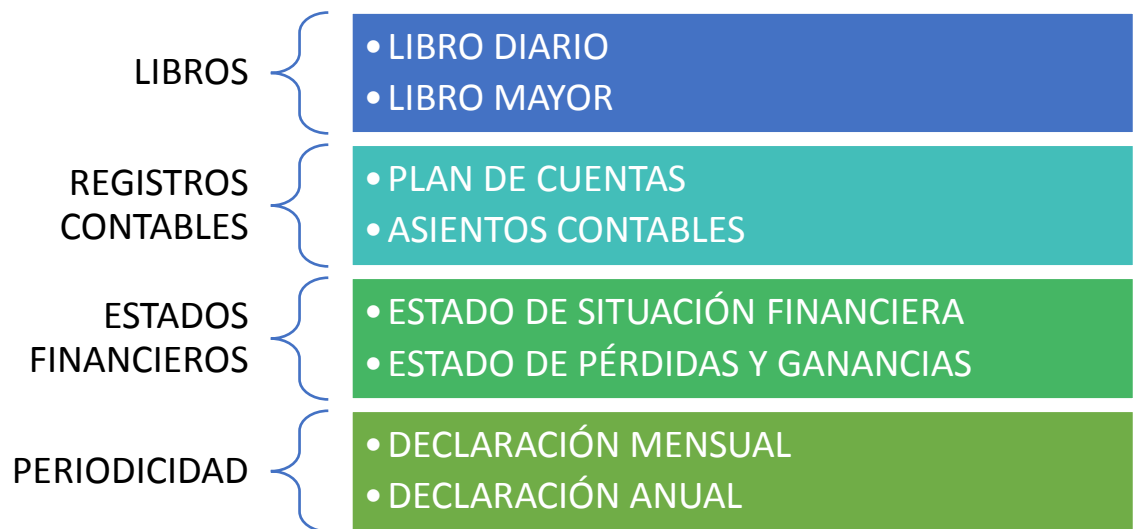 LIBROS
• LIBRO DIARIO
• LIBRO MAYOR
REGISTROS
CONTABLES
• PLAN DE CUENTAS
• ASIENTOS CONTABLES
ESTADOS
FINANCIEROS
• ESTADO DE SITUACIÓN FINANCIERA
• ESTADO DE PÉRDIDAS Y GANANCIAS
PERIODICIDAD
• DECLARACIÓN MENSUAL
• DECLARACIÓN ANUAL